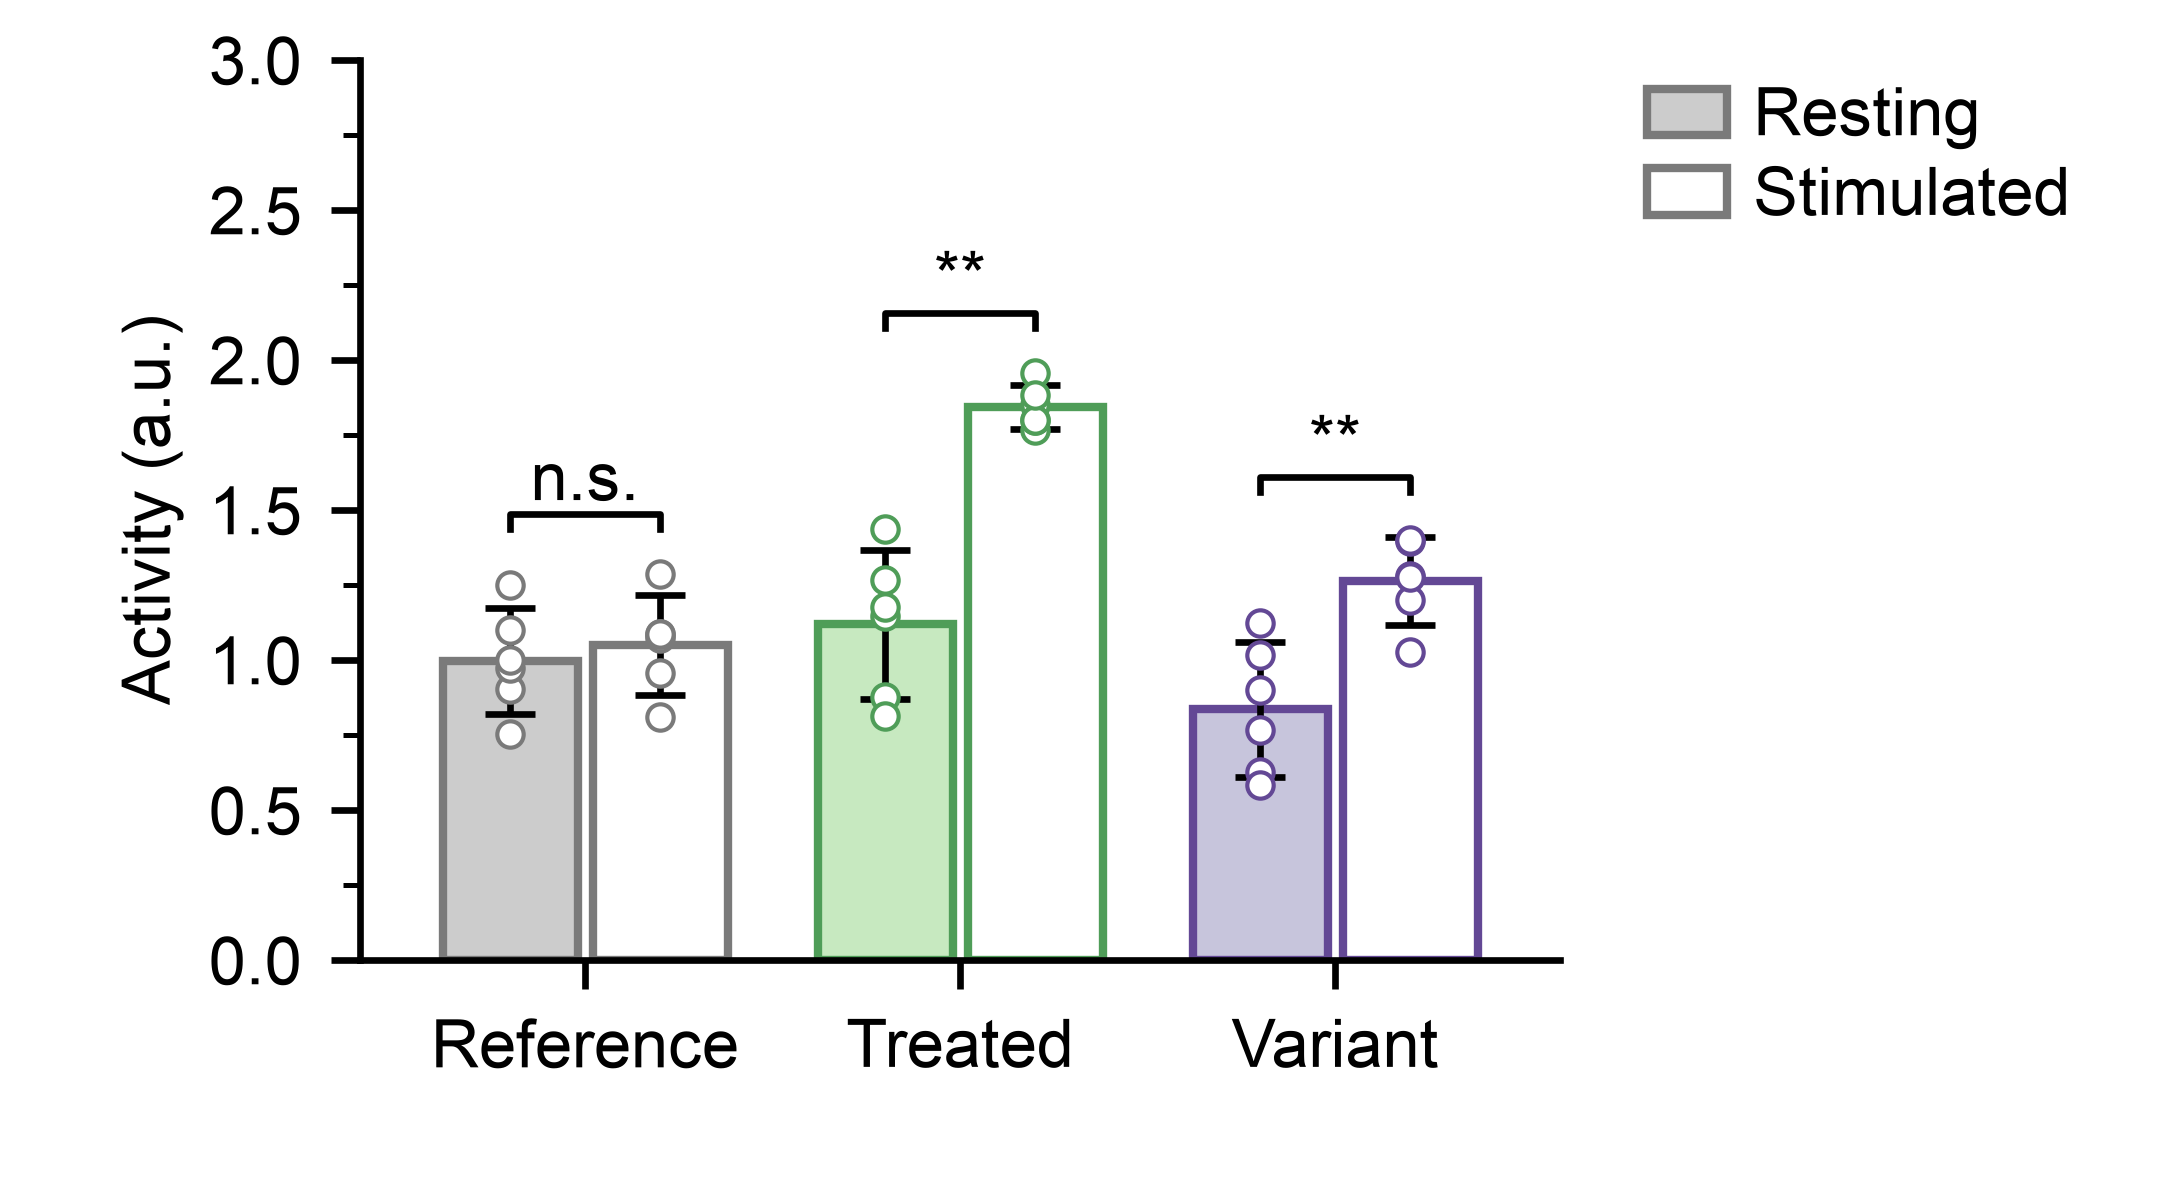 3.0
2.5
2.0
1.5
1.0
0.5
0.0
Activity (a.u.)
n.s.
**
**
Reference
Treated
Variant
Resting
Stimulated